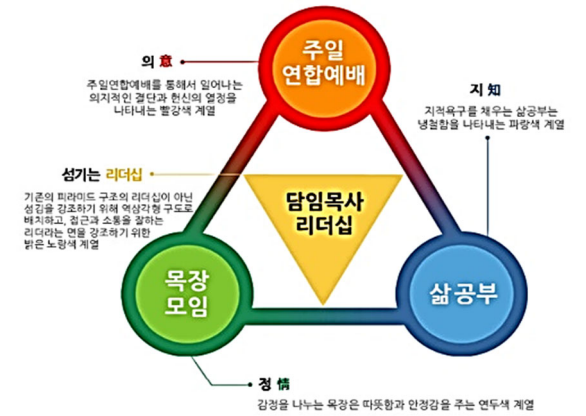 주일
연합예배
의 意
주일연합예배를 통해서 일어나는
의지적인 결단과 헌신의 열정을
나타내는 빨강색 계열
지 知
지적욕구를 채우는 삶공부는
냉철함을 나타내는 파랑색 계열
섬기는 리더십
기존의 피라미드 구조의 리더십이 아닌
섬김을 강조하기 위해 역삼각형 구도로
배치하고, 접근과 소통을 잘하는
리더라는 면을 강조하기 위한
밝은 노랑색 계열
담임목사
리더십
목장
모임
삶 공부
정 情
감정을 나누는 목장은 따뜻함과 안정감을 주는 연두색 계열